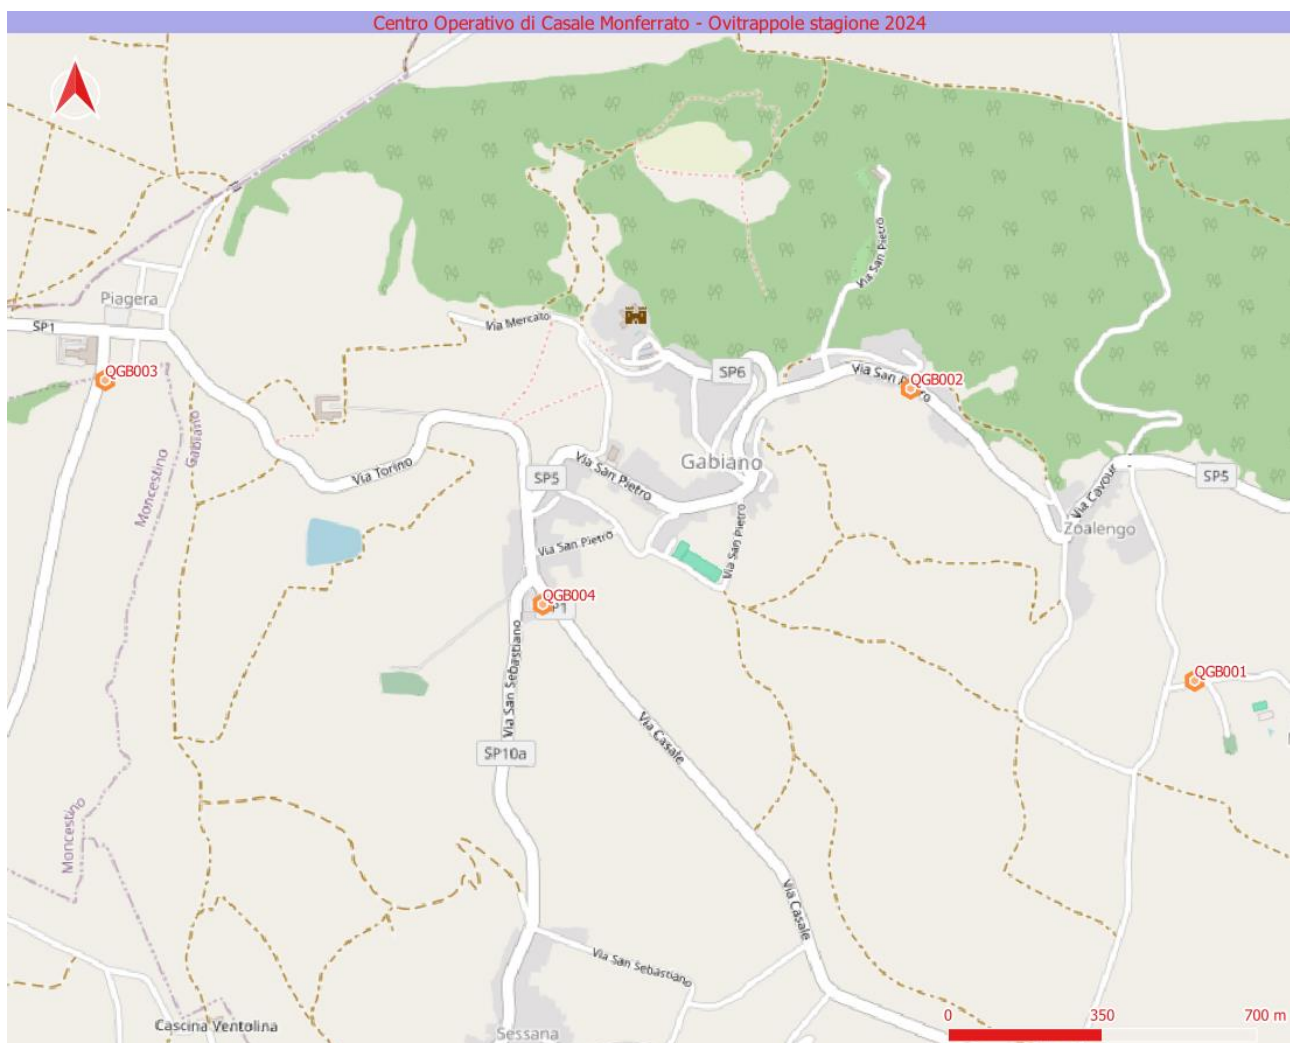 Centro Operativo di Casale Monferrato - Ovitrappole stagione 2024
Via San Pietro
Piagera
SP1
Via Mercato
SP6
QGB003
Via San Pietro
QGB002
Moncestino
Gabiano
Via Torino
SP5
Via San Pietro
Gabiano
Via Cavour
SP5
Zoalengo
Via San Pietro
Via San Pietro
QGB004
SP1
Via San Sebastiano
QGB001
Via Casale
SP10a
Moncestino
Via Casale
Via San Sebastiano
Cascina Ventolina
Sessana
0 350 700 m